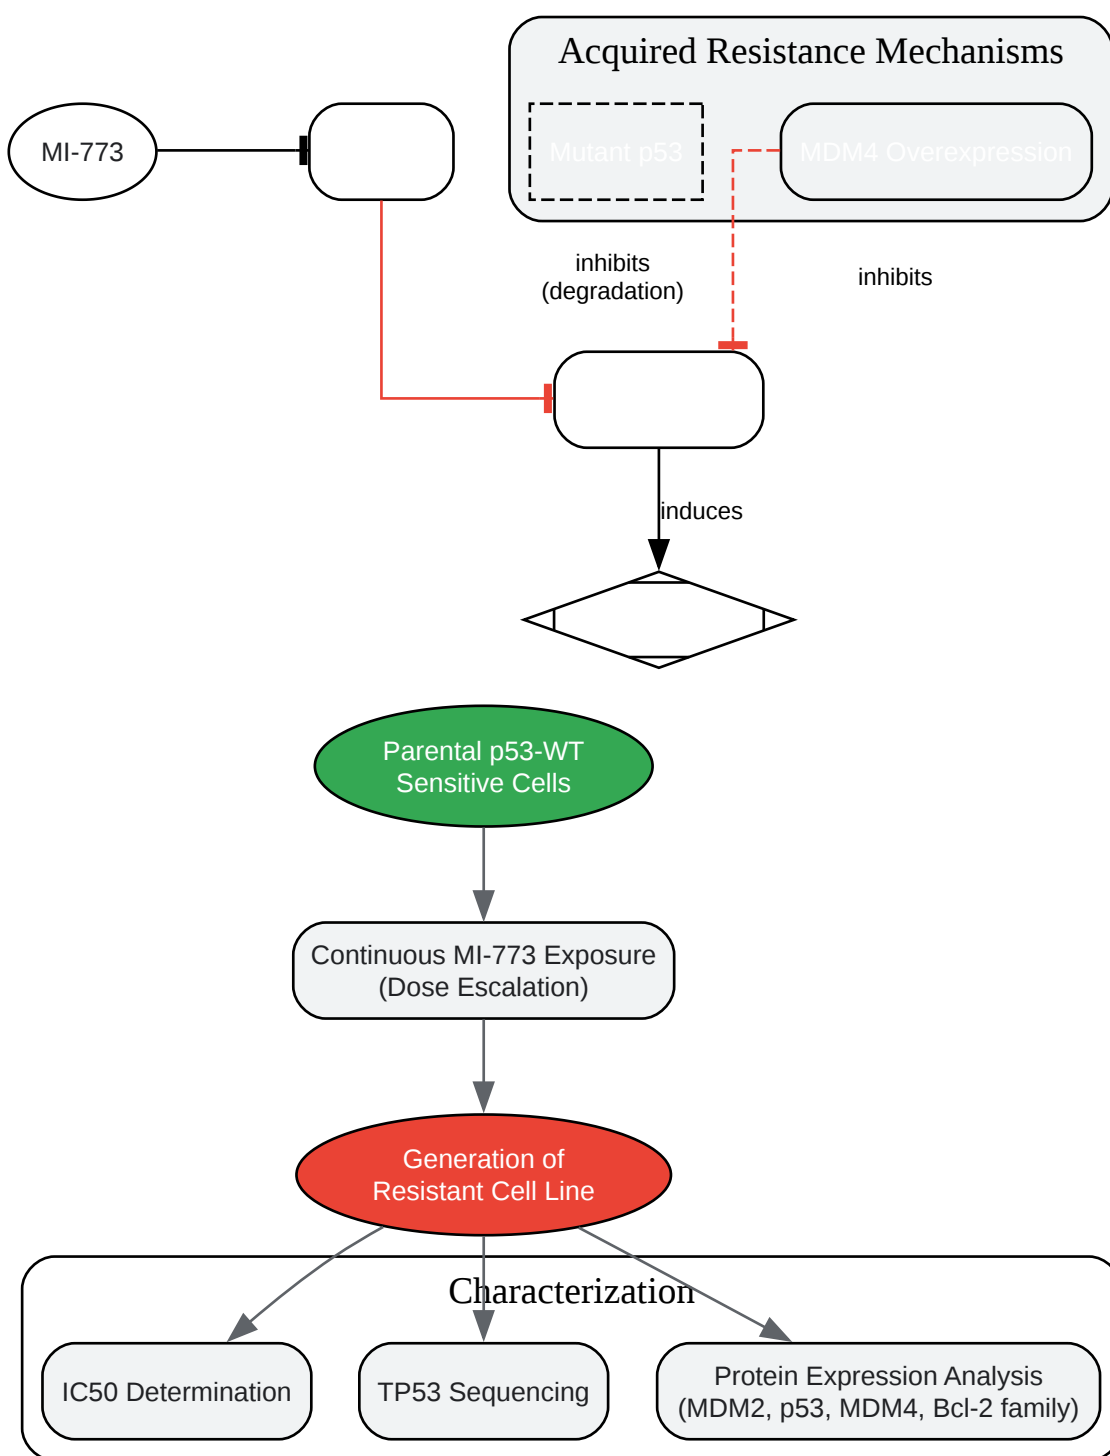 Acquired Resistance Mechanisms
MI-773
Mutant p53
MDM4 Overexpression
inhibits
(degradation)
inhibits
induces
Parental p53-WT
Sensitive Cells
Continuous MI-773 Exposure
(Dose Escalation)
Generation of
Resistant Cell Line
Characterization
IC50 Determination
TP53 Sequencing
Protein Expression Analysis
(MDM2, p53, MDM4, Bcl-2 family)